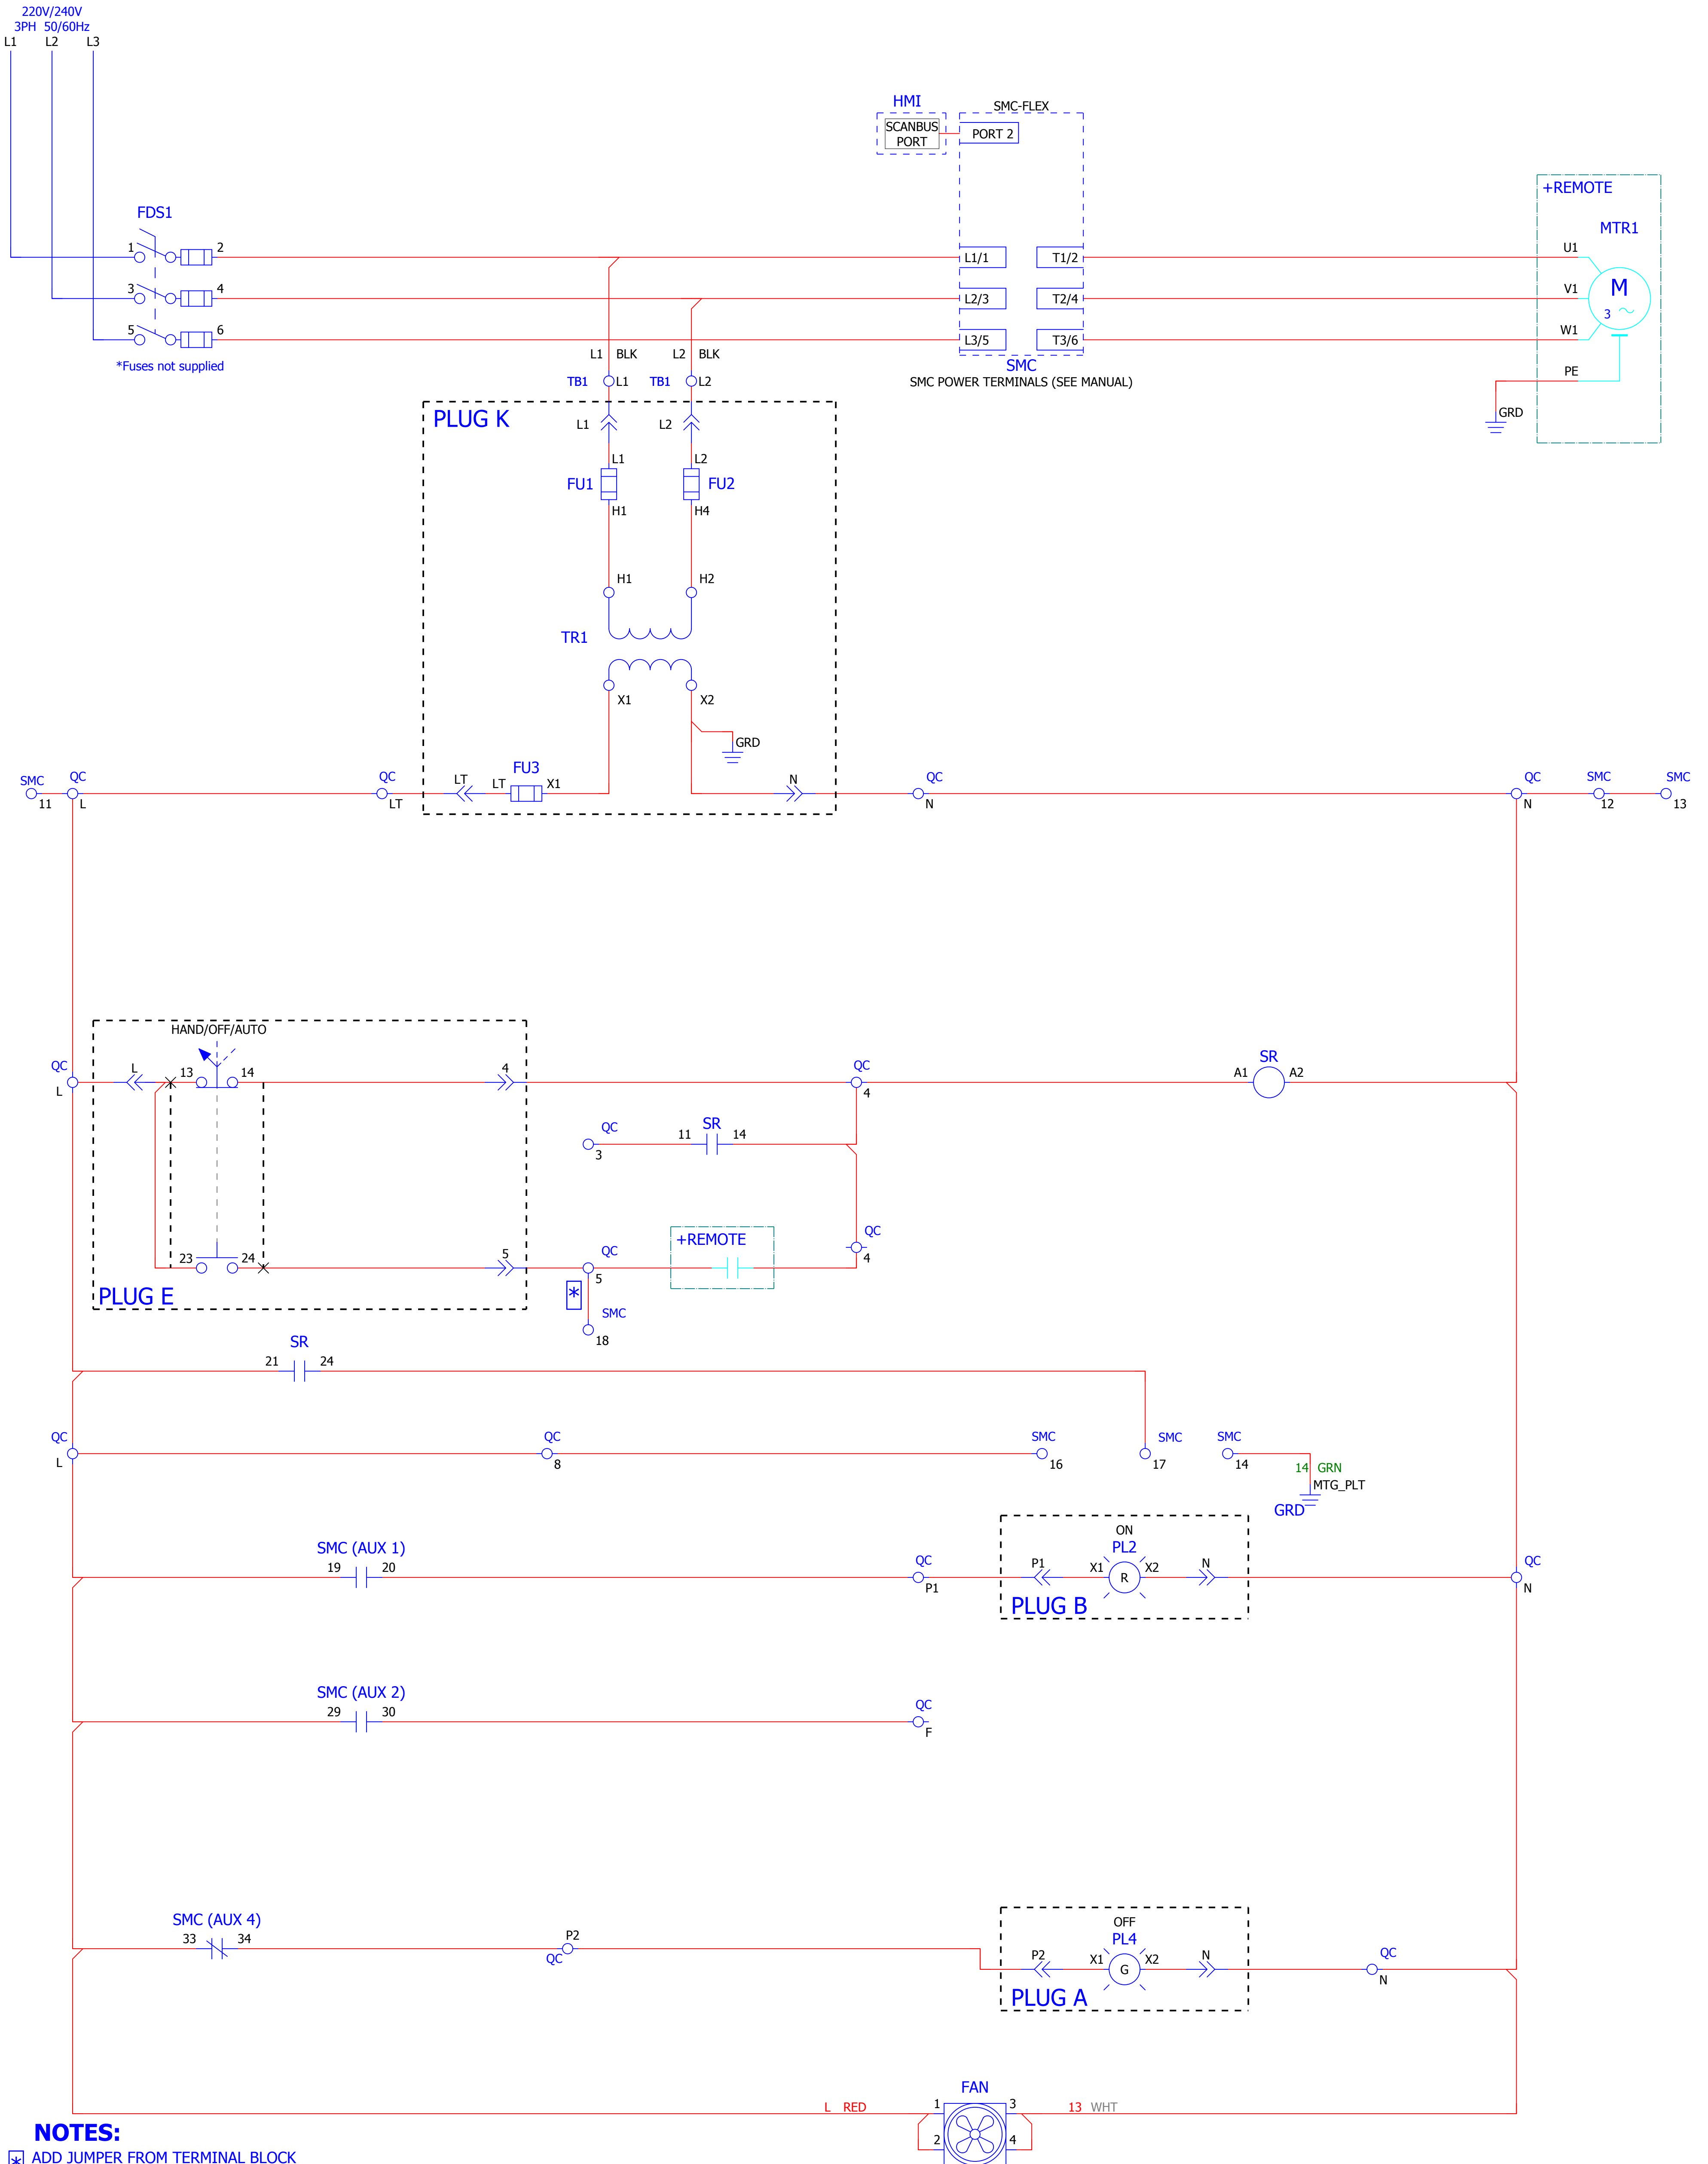 220V/240V
3PH 50/60Hz
L1 L2 L3
HMI
SCANBUS
PORT
SMC-FLEX
PORT 2
+REMOTE
MTR1
FDS1
1 2
3 4
5 6
*Fuses not supplied
L1/1 T1/2
L2/3 T2/4
L3/5 T3/6
SMC
SMC POWER TERMINALS (SEE MANUAL)
U1
V1
W1
PE
M
3
GRD
L1 BLK L2 BLK
TB1 L1 TB1 L2
PLUG K
L1 L2
L1 L2
FU1 FU2
H1 H4
H1 H2
TR1
X1 X2
GRD
SMC QC QC LT LT FU3 X1 N QC QC SMC SMC
11 L LT N N 12 13
HAND/OFF/AUTO
QC L 13 14 4 QC SR
L 4 A1 A2
QC SR
3 11 14
QC
4
+REMOTE
23 24 5 QC
5
PLUG E
*
SMC
18
SR
21 24
QC QC SMC SMC SMC
L 8 16 17 14
14 GRN
MTG_PLT
GRD
SMC (AUX 1)
19 20
QC
P1
ON
PL2
P1 X1 R X2 N
PLUG B
QC
N
SMC (AUX 2)
29 30
QC
F
SMC (AUX 4)
33 34
P2
QC
OFF
PL4
P2 X1 G X2 N
PLUG A
QC
N
FAN
L RED 1 3 13 WHT
2 4
NOTES:
* ADD JUMPER FROM TERMINAL BLOCK